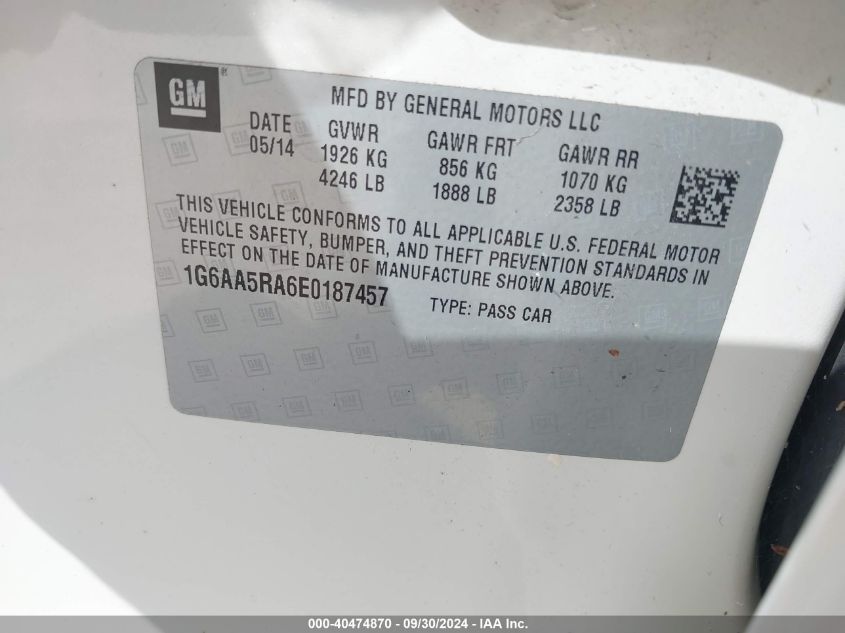 GM®
MFD BY GENERAL MOTORS LLC
DATE GVWR GAWR FRT GAWR RR
05/14 1926 KG 856 KG 1070 KG
4246 LB 1888 LB 2358 LB
THIS VEHICLE CONFORMS TO ALL APPLICABLE U.S. FEDERAL MOTOR
VEHICLE SAFETY, BUMPER, AND THEFT PREVENTION STANDARDS IN
EFFECT ON THE DATE OF MANUFACTURE SHOWN ABOVE.
1G6AA5RA6E0187457 TYPE: PASS CAR
000-40474870 - 09/30/2024 - IAA Inc.